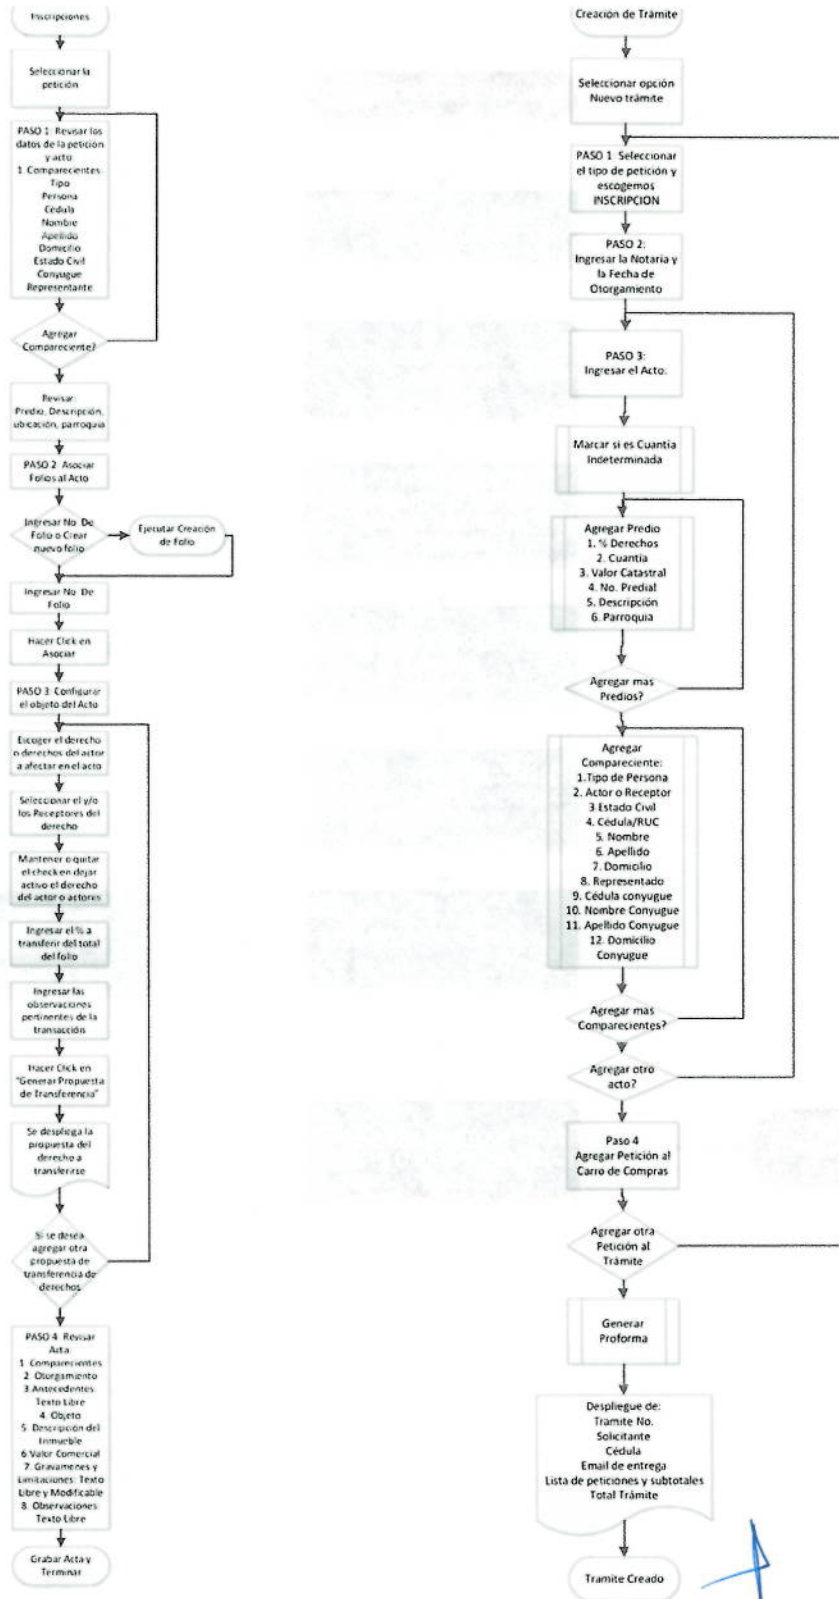 Inscripciones
Seleccionar la
petición
PASO 1: Revisar los
datos de la petición
y acto
1 Comparecientes
Tipo
Persona
Cédula
Nombre
Apellido
Domicilio
Estado Civil
Conyugue
Representante
Agregar
Compareciente?
Revisar:
Predio, Descripción,
ubicación, parroquia
PASO 2 Asociar
Folios al Acto
Ingresar No. De
Folio o Crear
nuevo folio
Ejecutar Creación
de Folio
Ingresar No. De
Folio
Hacer Click en
Asociar
PASO 3 Configurar
el objeto del Acto
Escoger el derecho
o derechos del actor
a afectar en el acto
Seleccionar el y/o
los Receptores del
derecho
Mantener o quitar
el check en dejar
activo el derecho
del actor o actores
Ingresar el % a
transferir del total
del folio
Ingresar las
observaciones
pertinentes de la
transacción
Hacer Click en
"Generar Propuesta
de Transferencia"
Se despliega la
propuesta del
derecho a
transferirse
Si se desea
agregar otra
propuesta de
transferencia de
derechos
PASO 4 Revisar
Acta
1 Comparecientes
2 Otorgamiento
3 Antecedentes
Texto Libre
4 Objeto
5 Descripción del
Inmueble
6 Valor Comercial
7 Gravamenes y
Limitaciones: Texto
Libre y Modificable
8 Observaciones
Texto Libre
Grabar Acta y
Terminar
Creación de Trámite
Seleccionar opción
Nuevo trámite
PASO 1 Seleccionar
el tipo de petición y
escogemos
INSCRIPCION
PASO 2:
Ingresar la Notaria y
la Fecha de
Otorgamiento
PASO 3:
Ingresar el Acto.
Marcar si es Cuantía
Indeterminada
Agregar Predio
1. % Derechos
2. Cuantía
3. Valor Catastral
4. No. Predial
5. Descripción
6. Parroquia
Agregar mas
Predios?
Agregar
Compareciente:
1.Tipo de Persona
2. Actor o Receptor
3 Estado Civil
4. Cédula/RUC
5. Nombre
6. Apellido
7. Domicilio
8. Representado
9. Cédula conyugue
10. Nombre Conyugue
11. Apellido Conyugue
12. Domicilio
Conyugue
Agregar mas
Comparecientes?
Agregar otro
acto?
Paso 4
Agregar Petición al
Carro de Compras
Agregar otra
Petición al
Trámite
Generar
Proforma
Despliegue de:
Tramite No.
Solicitante
Cédula
Email de entrega
Lista de peticiones y subtotales
Total Trámite
Tramite Creado